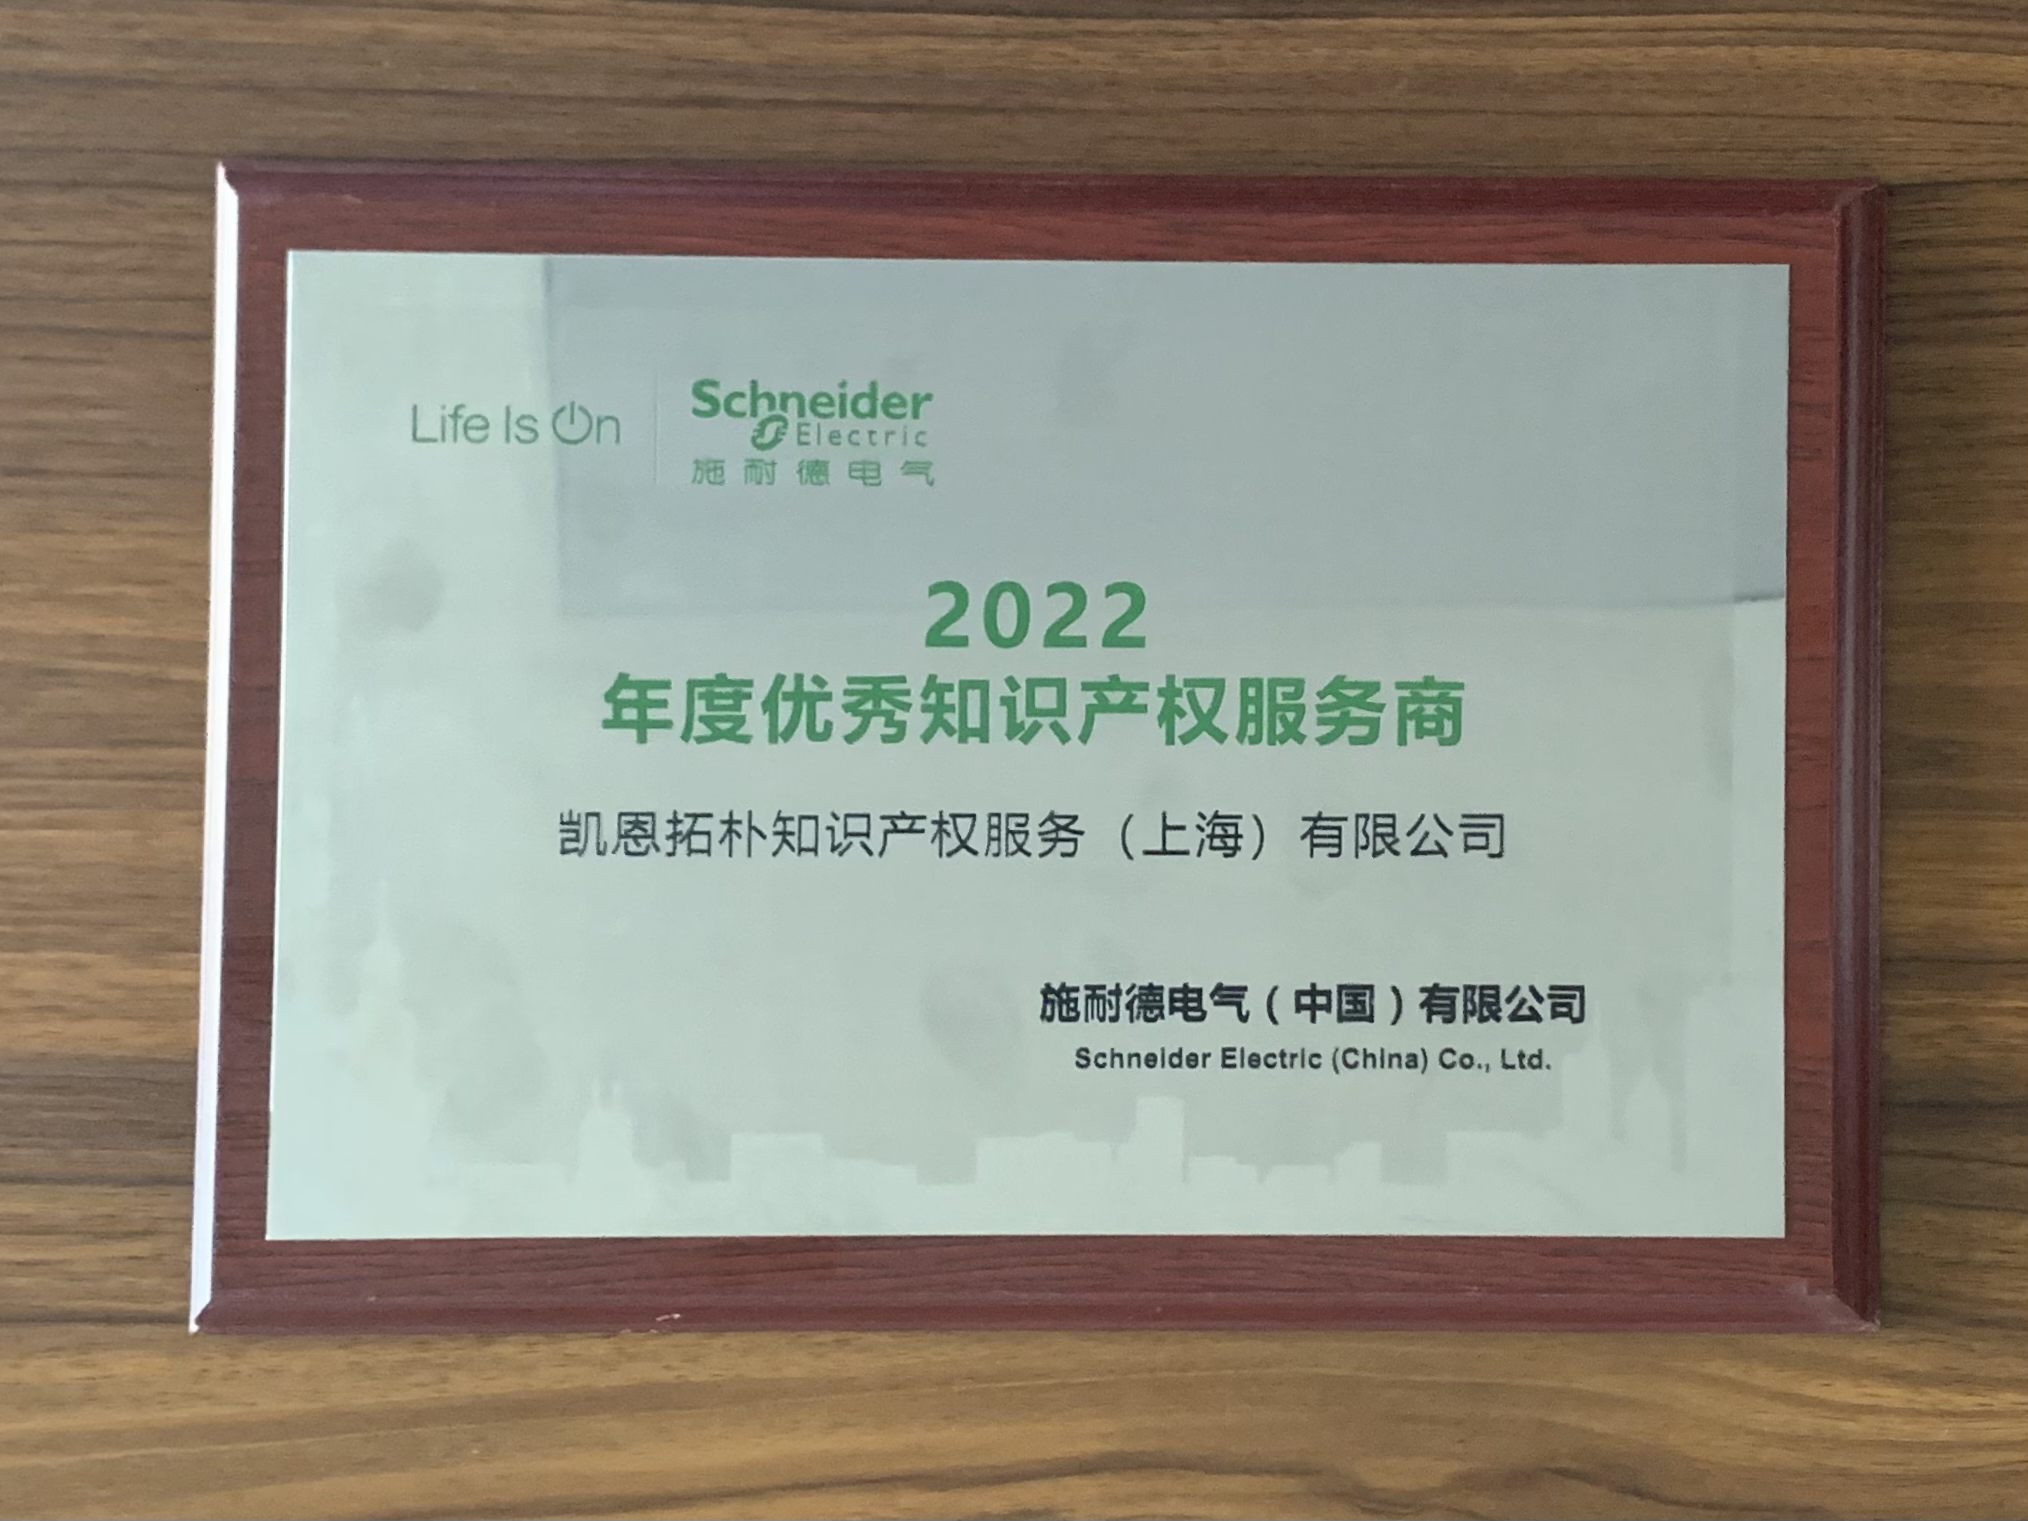 Life Is On
Schneider
Electric
施耐德电气
2022
年度优秀知识产权服务商
凯恩拓朴知识产权服务（上海）有限公司
施耐德电气（中国）有限公司
Schneider Electric (China) Co., Ltd.